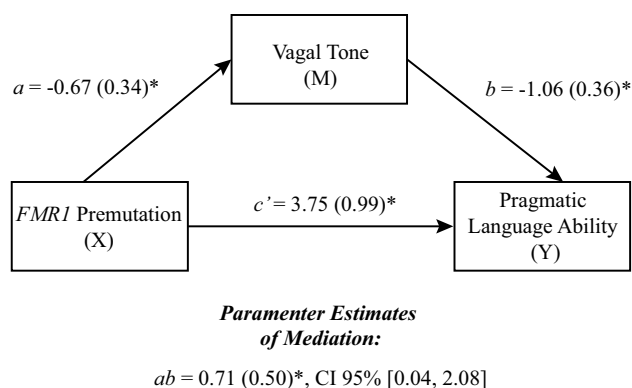 Vagal Tone
(M)
a = -0.67 (0.34)*
b = -1.06 (0.36)*
FMR1 Premutation
(X)
c’ = 3.75 (0.99)*
Pragmatic
Language Ability
(Y)
Paramenter Estimates
of Mediation:
ab = 0.71 (0.50)*, CI 95% [0.04, 2.08]